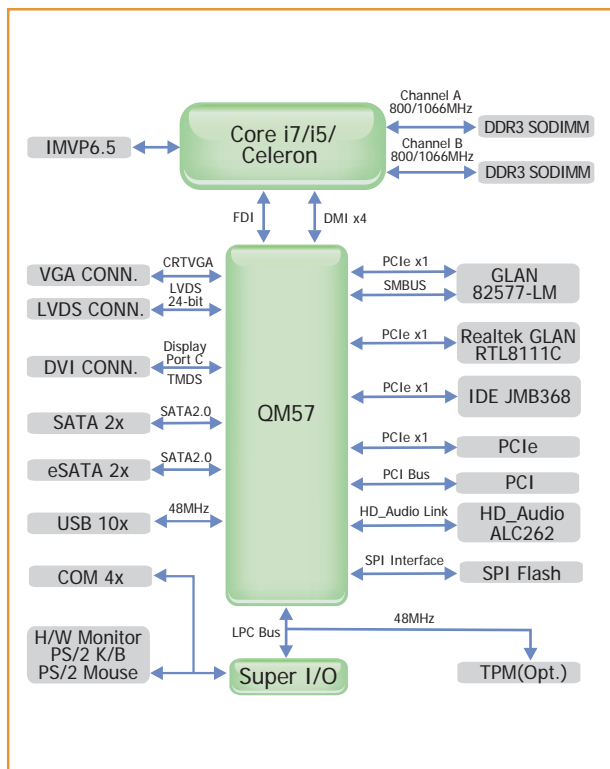 Channel A
800/1066MHz
Core i7/i5/
Celeron
IMVP6.5
DDR3 SODIMM
Channel B
800/1066MHz
DDR3 SODIMM
FDI
DMI x4
CRTVGA
VGA CONN.
LVDS
24-bit
LVDS CONN.
Display
Port C
DVI CONN.
TMDS
SATA 2x
SATA2.0
eSATA 2x
SATA2.0
USB 10x
48MHz
QM57
PCIe x1
GLAN
82577-LM
SMBUS
PCIe x1
Realtek GLAN
RTL8111C
PCIe x1
IDE JMB368
PCIe x1
PCIe
PCI Bus
PCI
HD_Audio Link
HD_Audio
ALC262
SPI Interface
SPI Flash
COM 4x
H/W Monitor
PS/2 K/B
PS/2 Mouse
LPC Bus
48MHz
Super I/O
TPM(Opt.)